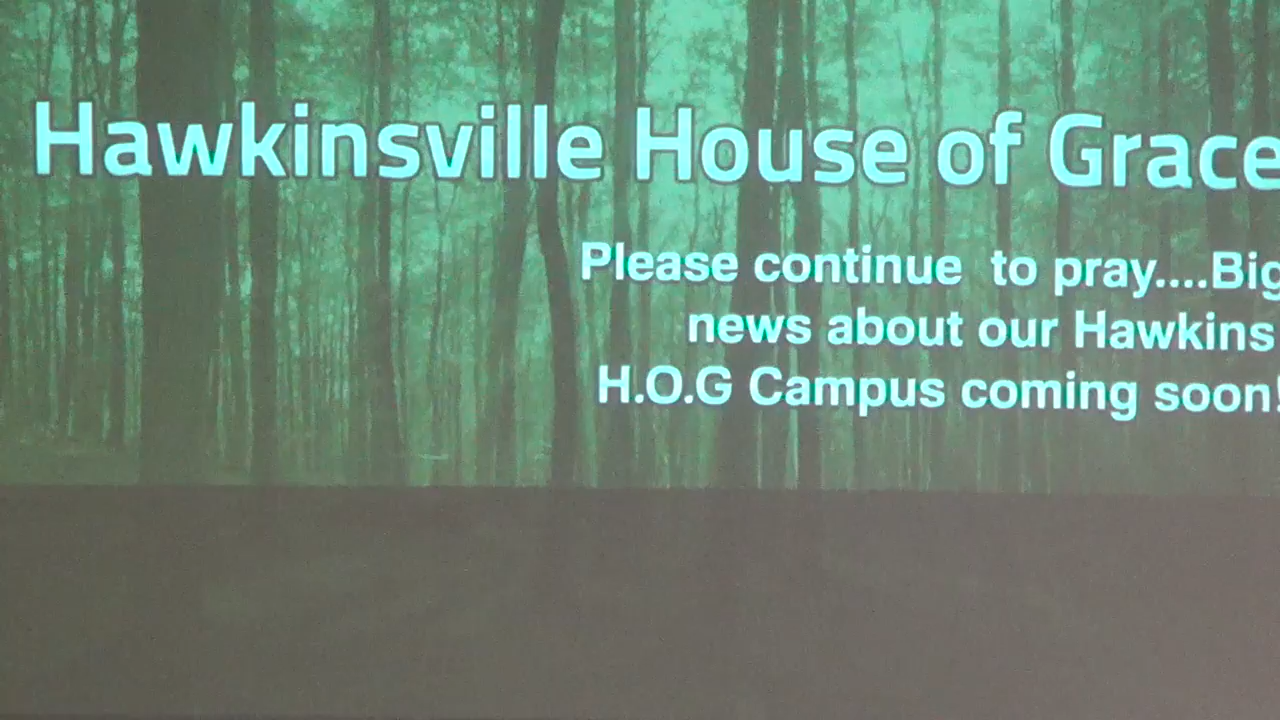 Hawkinsville House of Grace
Please continue to pray....Big
news about our Hawkins
H.O.G Campus coming soon!